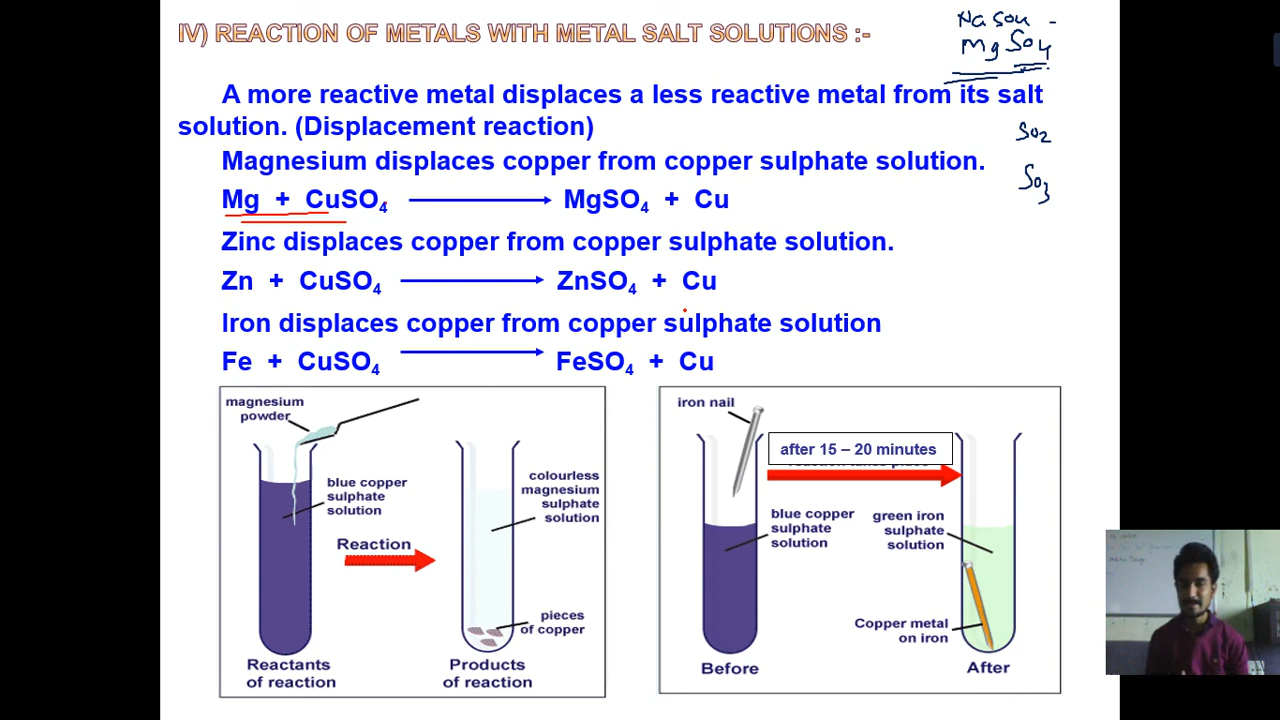 IV) REACTION OF METALS WITH METAL SALT SOLUTIONS :-
Na SO4 -
Mg SO4
A more reactive metal displaces a less reactive metal from its salt
solution. (Displacement reaction)
SO2
Magnesium displaces copper from copper sulphate solution.
SO3
Mg + CuSO4 MgSO4 + Cu
Zinc displaces copper from copper sulphate solution.
Zn + CuSO4 ZnSO4 + Cu
Iron displaces copper from copper sulphate solution
Fe + CuSO4 FeSO4 + Cu
magnesium
powder
blue copper
sulphate
solution
Reaction
colourless
magnesium
sulphate
solution
pieces
of copper
Reactants
of reaction
Products
of reaction
iron nail
after 15 – 20 minutes
blue copper
sulphate
solution
green iron
sulphate
solution
Copper metal
on iron
Before
After